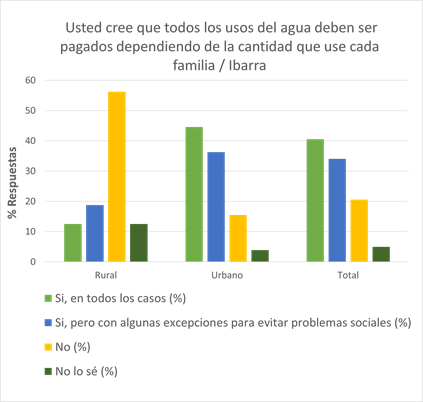 Usted cree que todos los usos del agua deben ser
pagados dependiendo de la cantidad que use cada
familia / Ibarra
% Respuestas
60
50
40
30
20
10
0
Rural
Urbano
Total
Si, en todos los casos (%)
Si, pero con algunas excepciones para evitar problemas sociales (%)
No (%)
No lo sé (%)